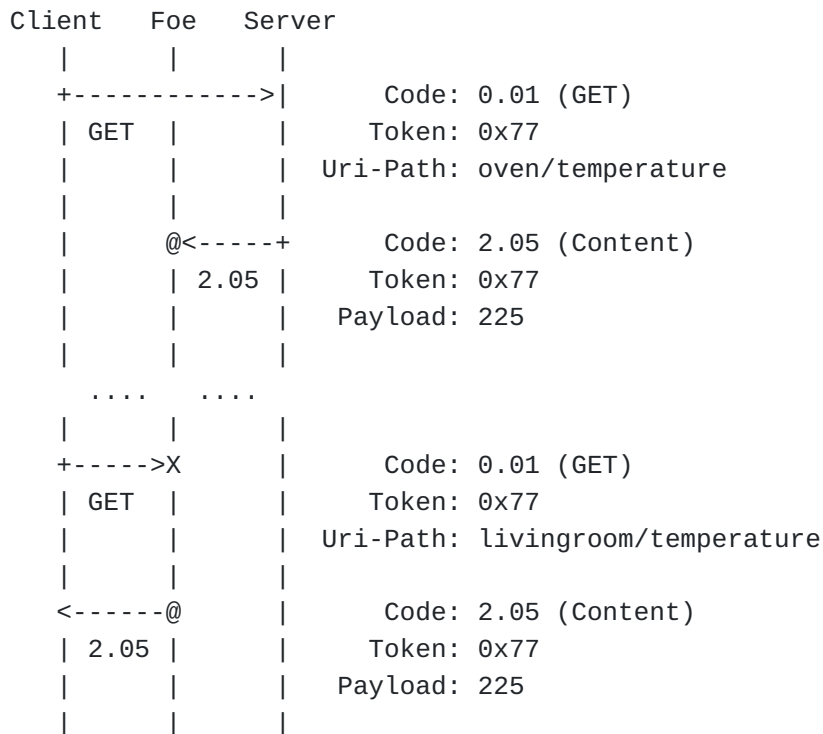 Client   Foe   Server
   |      |      |
   +------------>|      Code: 0.01 (GET)
   | GET  |      |     Token: 0x77
   |      |      |  Uri-Path: oven/temperature
   |      |      |
   |      @<-----+      Code: 2.05 (Content)
   |      | 2.05 |     Token: 0x77
   |      |      |   Payload: 225
   |      |      |
     ....   ....
   |      |      |
   +----->X      |      Code: 0.01 (GET)
   | GET  |      |     Token: 0x77
   |      |      |  Uri-Path: livingroom/temperature
   |      |      |
   <------@      |      Code: 2.05 (Content)
   | 2.05 |      |     Token: 0x77
   |      |      |   Payload: 225
   |      |      |